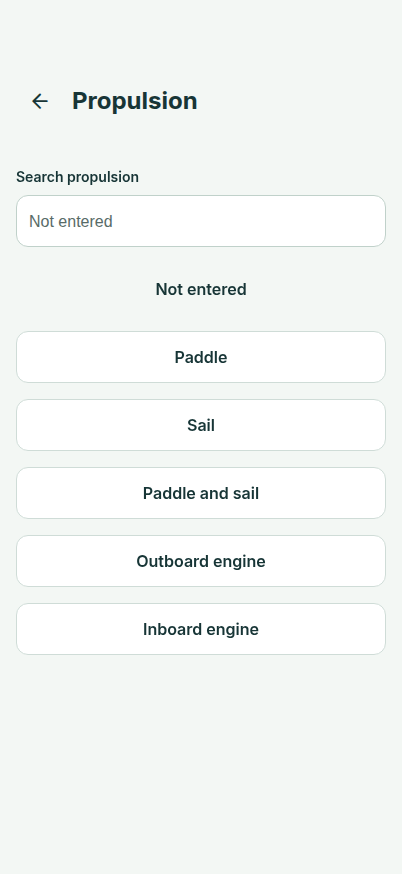 Propulsion
Search propulsion
Not entered
Not entered
Paddle
Sail
Paddle and sail
Outboard engine
Inboard engine